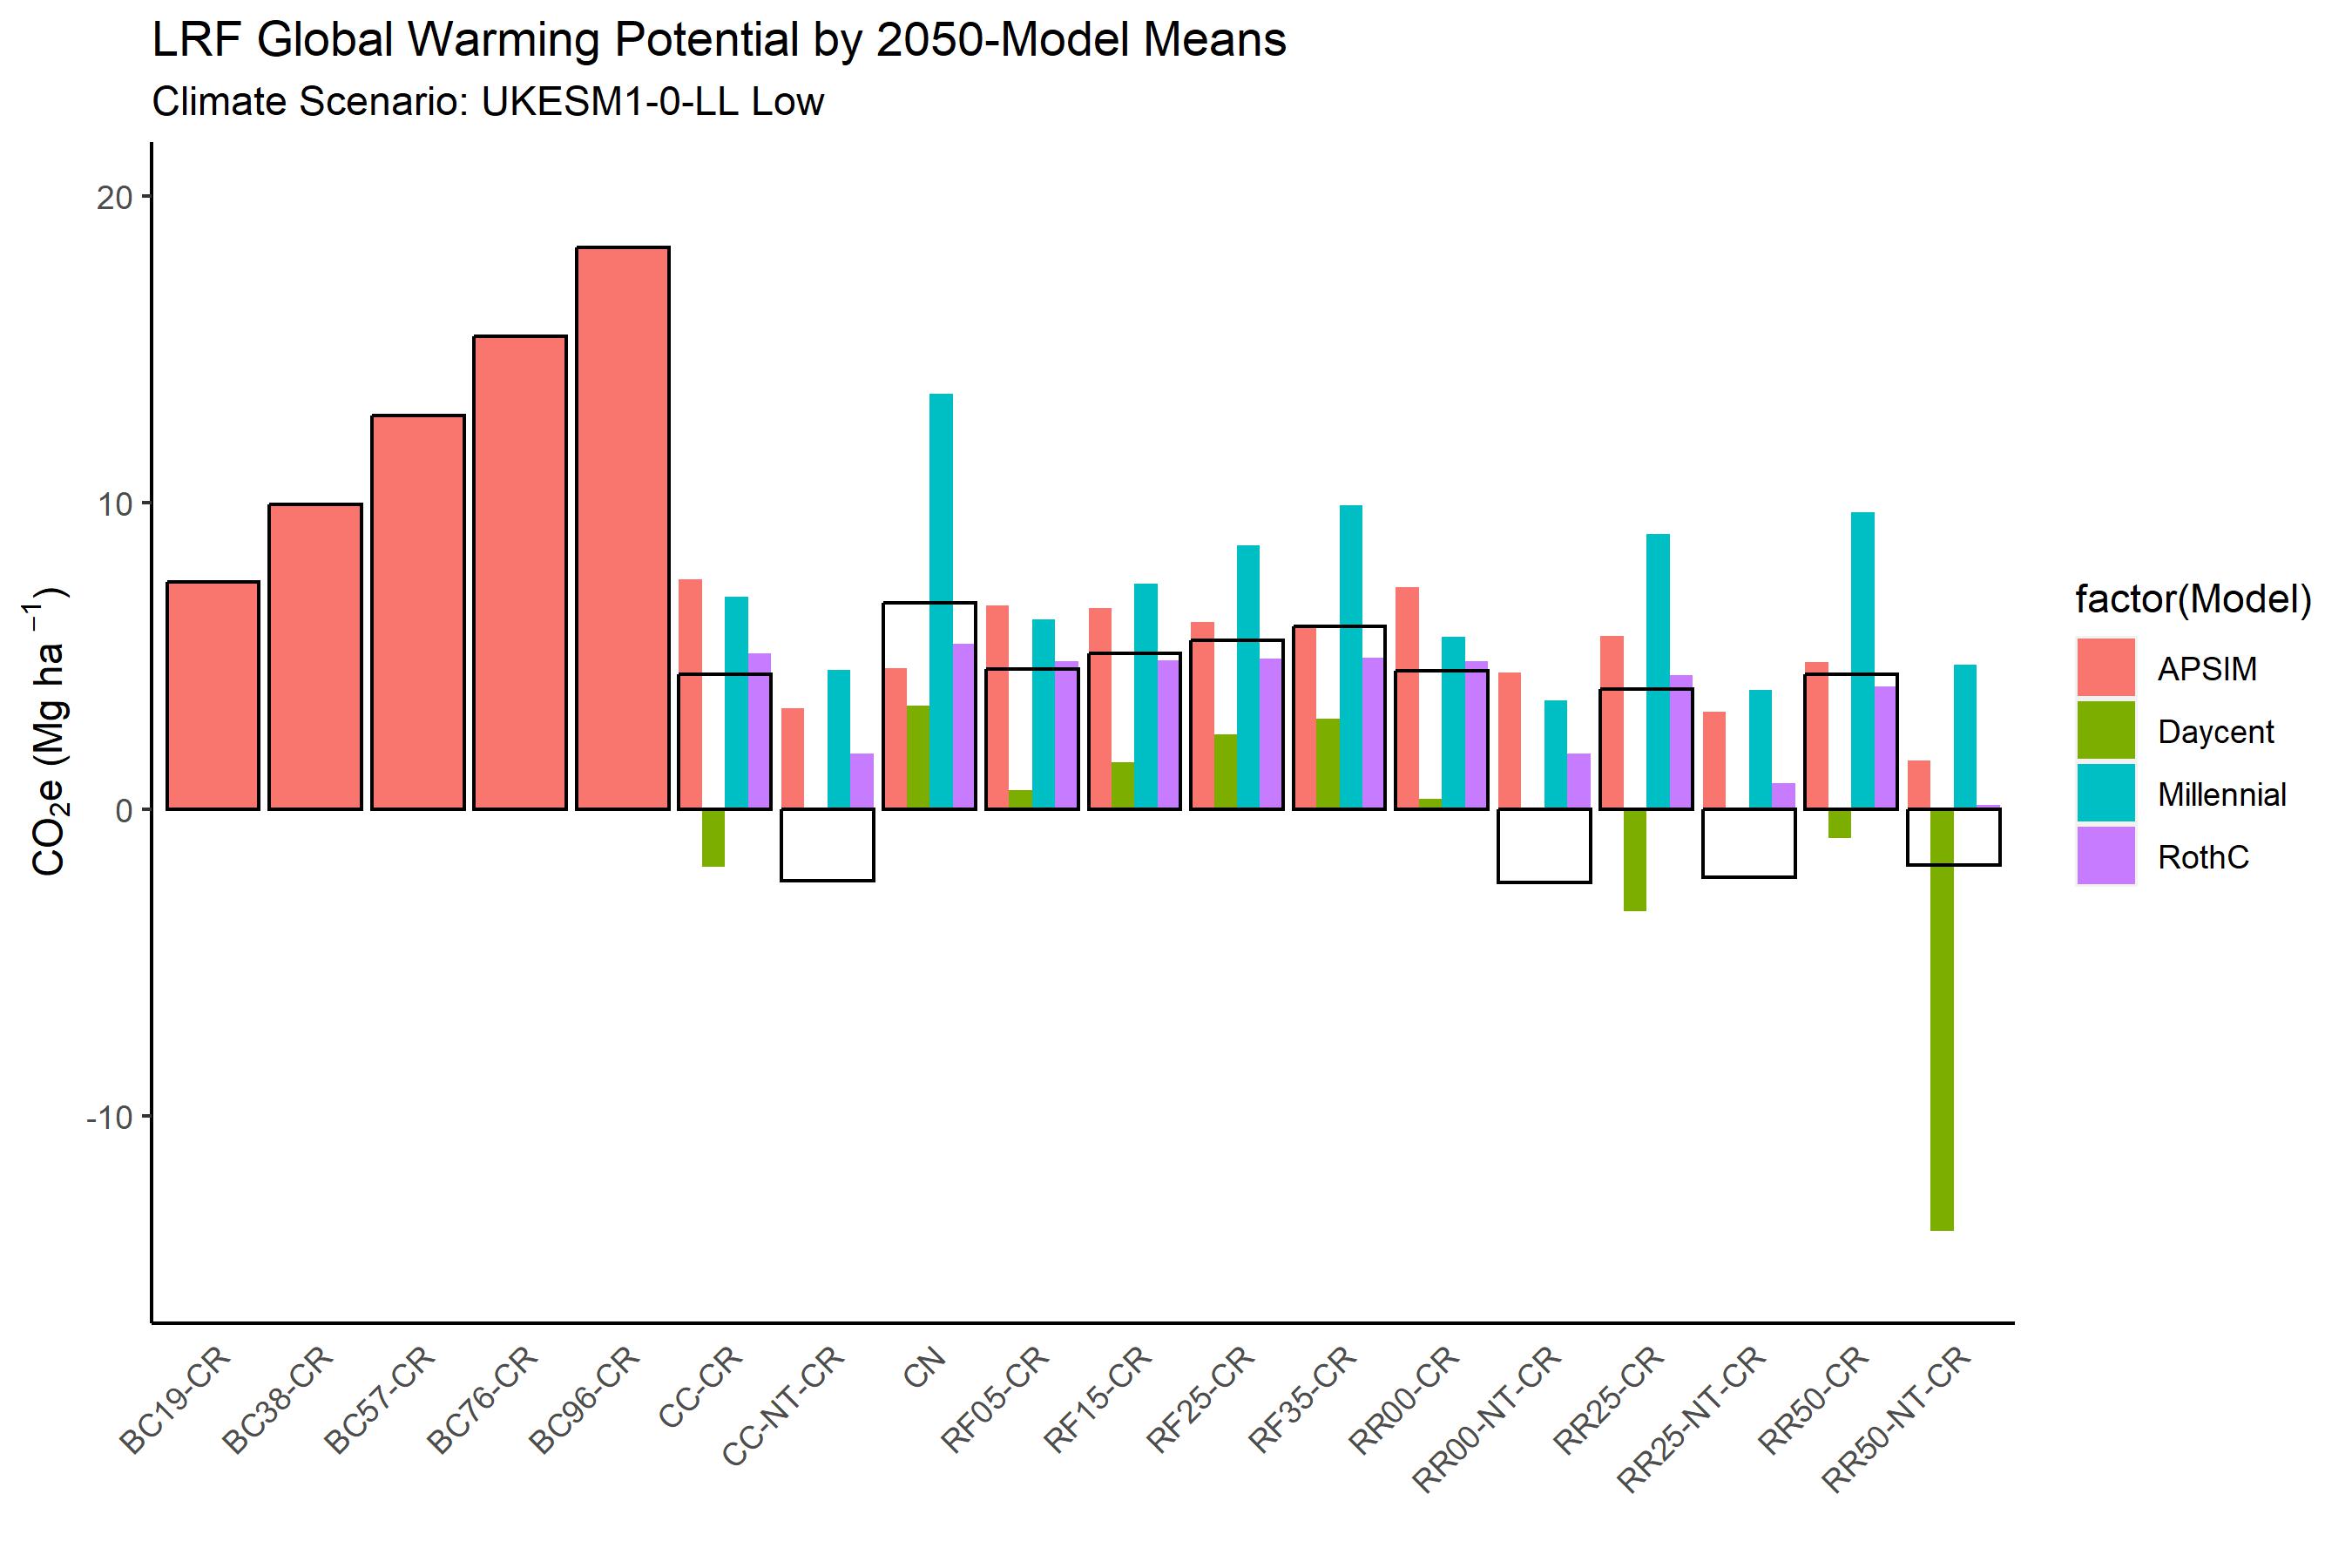 LRF Global Warming Potential by 2050-Model Means
Climate Scenario: UKESM1-0-LL Low
CO₂e (Mg ha ⁻¹)
20
10
0
-10
BC19-CR
BC38-CR
BC57-CR
BC76-CR
BC96-CR
CC-CR
CC-NT-CR
CN
RF05-CR
RF15-CR
RF25-CR
RF35-CR
RR00-CR
RR00-NT-CR
RR25-CR
RR25-NT-CR
RR50-CR
RR50-NT-CR
factor(Model)
APSIM
Daycent
Millennial
RothC